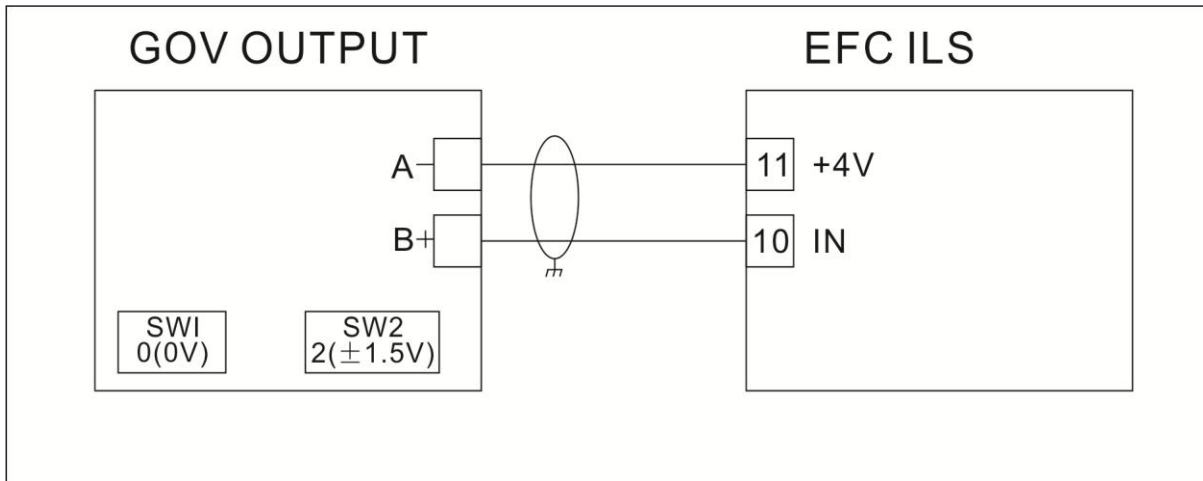 GOV OUTPUT
EFC ILS
A-
11 +4V
B+
10 IN
SWI
0(0V)
SW2
2(±1.5V)